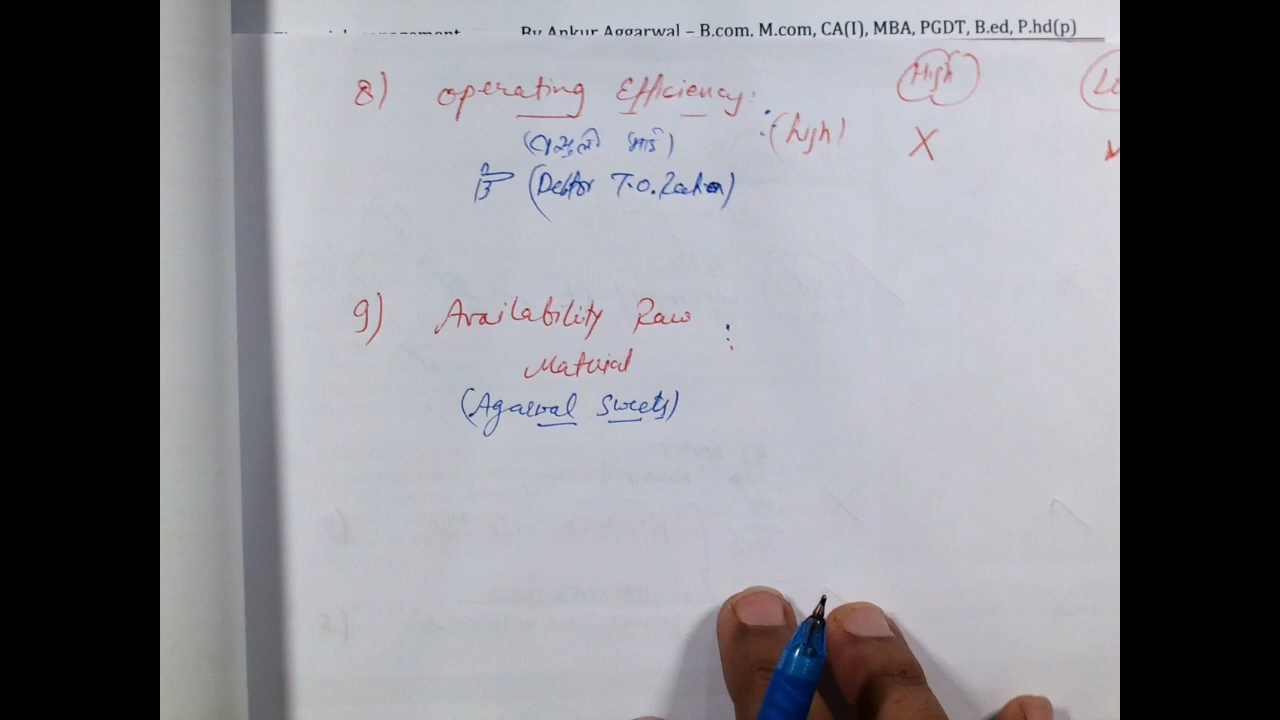 By Ankur Aggarwal – B.com, M.com, CA(I), MBA, PGDT, B.ed, P.hd(p)
8) Operating Efficiency: (high) High
X
(Debtor T.O. Ration)
9) Availability Raw :
Material
(Agarwal Sweets)